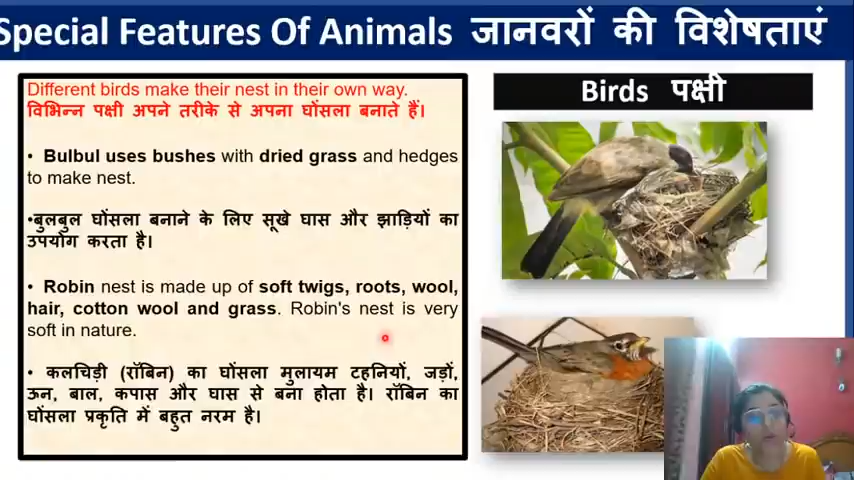 Special Features Of Animals जानवरों की विशेषताएं
Different birds make their nest in their own way.
विभिन्न पक्षी अपने तरीके से अपना घोंसला बनाते हैं।
• Bulbul uses bushes with dried grass and hedges
to make nest.
•बुलबुल घोंसला बनाने के लिए सूखे घास और झाड़ियों का
उपयोग करता है।
• Robin nest is made up of soft twigs, roots, wool,
hair, cotton wool and grass. Robin's nest is very
soft in nature.
• कलचिड़ी (रॉबिन) का घोंसला मुलायम टहनियों, जड़ों,
ऊन, बाल, कपास और घास से बना होता है। रॉबिन का
घोंसला प्रकृति में बहुत नरम है।
Birds पक्षी